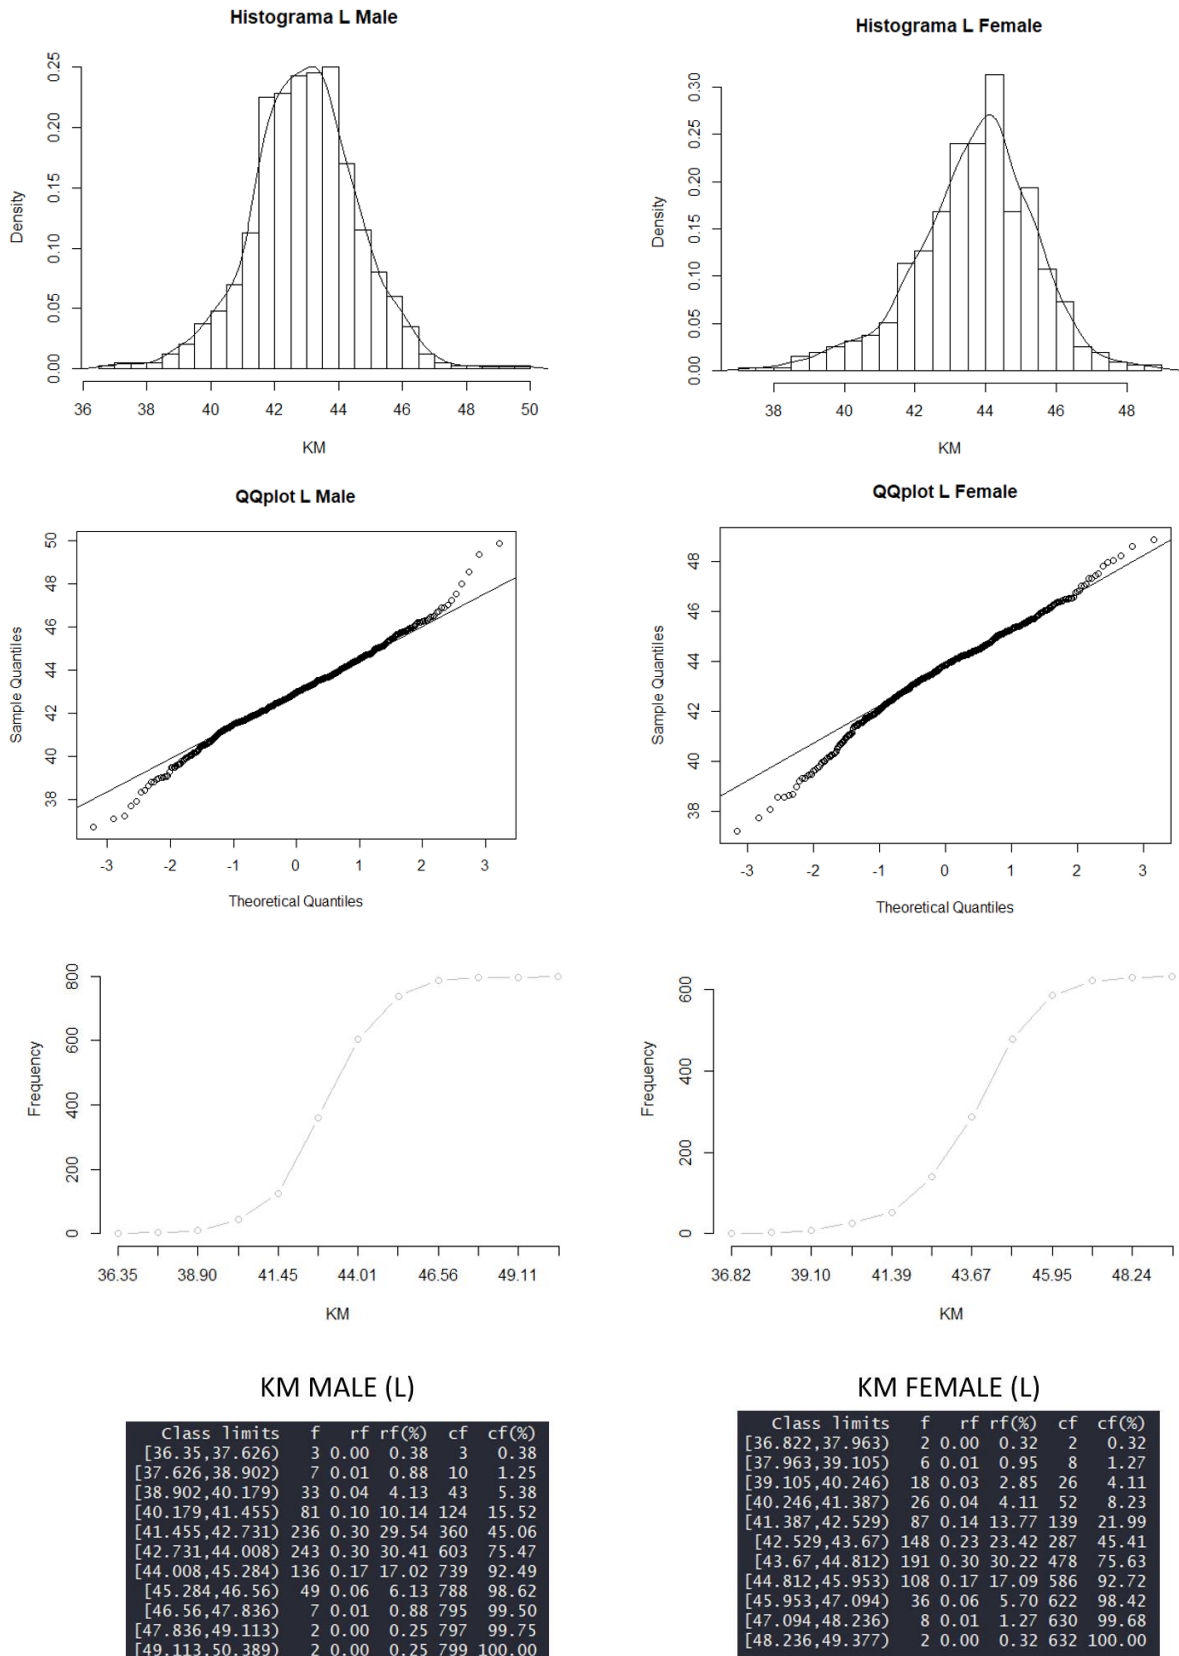 Histograma L Male
Density
0.00 0.05 0.10 0.15 0.20 0.25
36 38 40 42 44 46 48 50
KM
Histograma L Female
Density
0.00 0.05 0.10 0.15 0.20 0.25 0.30
38 40 42 44 46 48
KM
QQplot L Male
Sample Quantiles
38 40 42 44 46 48 50
-3 -2 -1 0 1 2 3
Theoretical Quantiles
QQplot L Female
Sample Quantiles
38 40 42 44 46 48
-3 -2 -1 0 1 2 3
Theoretical Quantiles
Frequency
0 200 400 600 800
36.35 38.90 41.45 44.01 46.56 49.11
KM
Frequency
0 200 400 600
36.82 39.10 41.39 43.67 45.95 48.24
KM
KM MALE (L)
Class limits f rf rf(%) cf cf(%)
[36.35,37.626) 3 0.00 0.38 3 0.38
[37.626,38.902) 7 0.01 0.88 10 1.25
[38.902,40.179) 33 0.04 4.13 43 5.38
[40.179,41.455) 81 0.10 10.14 124 15.52
[41.455,42.731) 236 0.30 29.54 360 45.06
[42.731,44.008) 243 0.30 30.41 603 75.47
[44.008,45.284) 136 0.17 17.02 739 92.49
[45.284,46.56) 49 0.06 6.13 788 98.62
[46.56,47.836) 7 0.01 0.88 795 99.50
[47.836,49.113) 2 0.00 0.25 797 99.75
[49.113,50.389) 2 0.00 0.25 799 100.00
KM FEMALE (L)
Class limits f rf rf(%) cf cf(%)
[36.822,37.963) 2 0.00 0.32 2 0.32
[37.963,39.105) 6 0.01 0.95 8 1.27
[39.105,40.246) 18 0.03 2.85 26 4.11
[40.246,41.387) 26 0.04 4.11 52 8.23
[41.387,42.529) 87 0.14 13.77 139 21.99
[42.529,43.67) 148 0.23 23.42 287 45.41
[43.67,44.812) 191 0.30 30.22 478 75.63
[44.812,45.953) 108 0.17 17.09 586 92.72
[45.953,47.094) 36 0.06 5.70 622 98.42
[47.094,48.236) 8 0.01 1.27 630 99.68
[48.236,49.377) 2 0.00 0.32 632 100.00